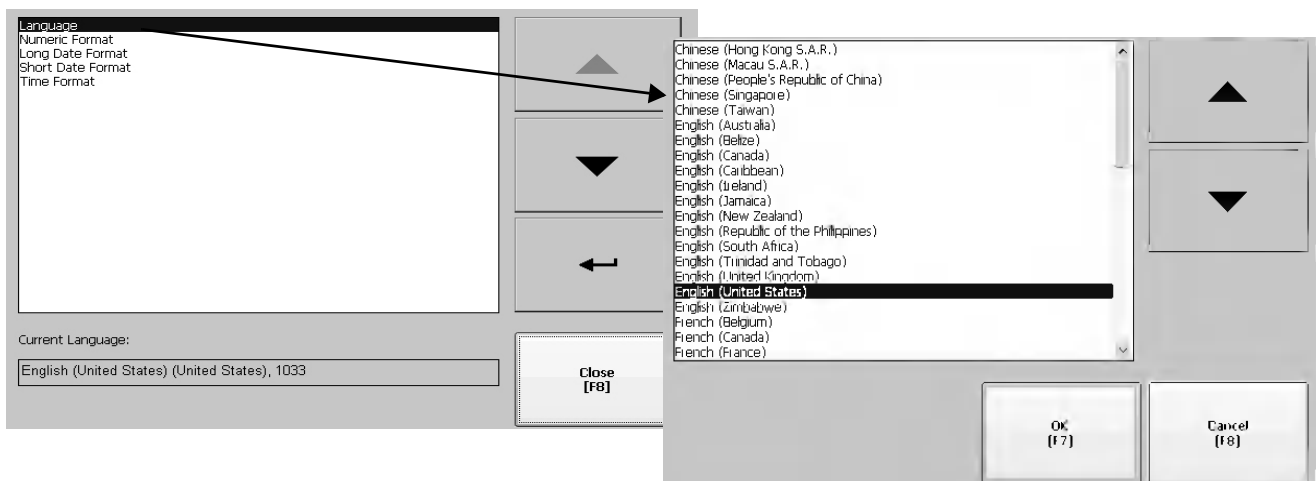 Language
Numeric Format
Long Date Format
Short Date Format
Time Format
Current Language:
English (United States) (United States), 1033
Close
[F8]
Chinese (Hong Kong S.A.R.)
Chinese (Macau S.A.R.)
Chinese (People's Republic of China)
Chinese (Singapore)
Chinese (Taiwan)
English (Australia)
English (Belize)
English (Canada)
English (Caribbean)
English (Ireland)
English (Jamaica)
English (New Zealand)
English (Republic of the Philippines)
English (South Africa)
English (Trinidad and Tobago)
English (United Kingdom)
English (United States)
English (Zimbabwe)
French (Belgium)
French (Canada)
French (France)
OK
[F7]
Cancel
[F8]